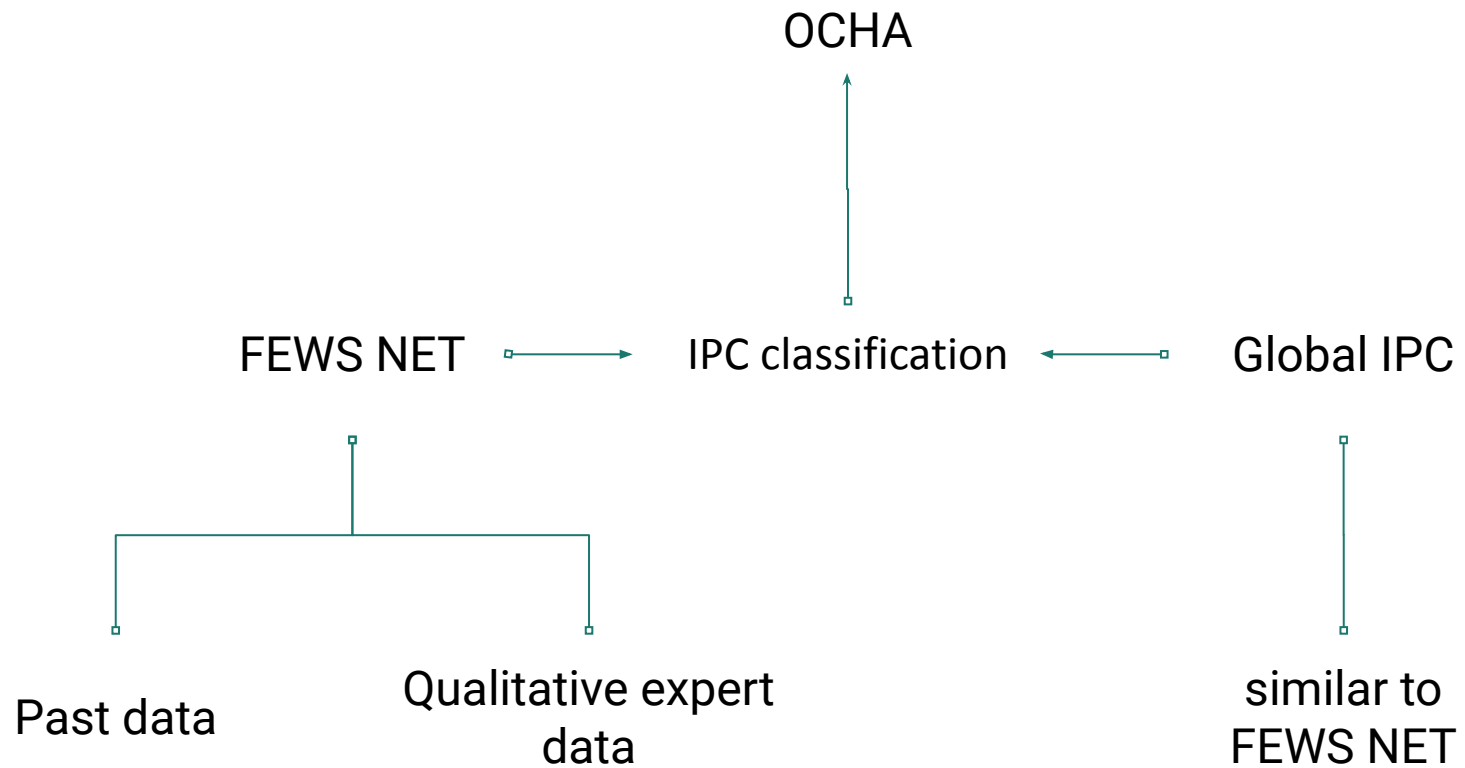 OCHA
FEWS NET
IPC classification
Global IPC
Past data
Qualitative expert
data
similar to
FEWS NET